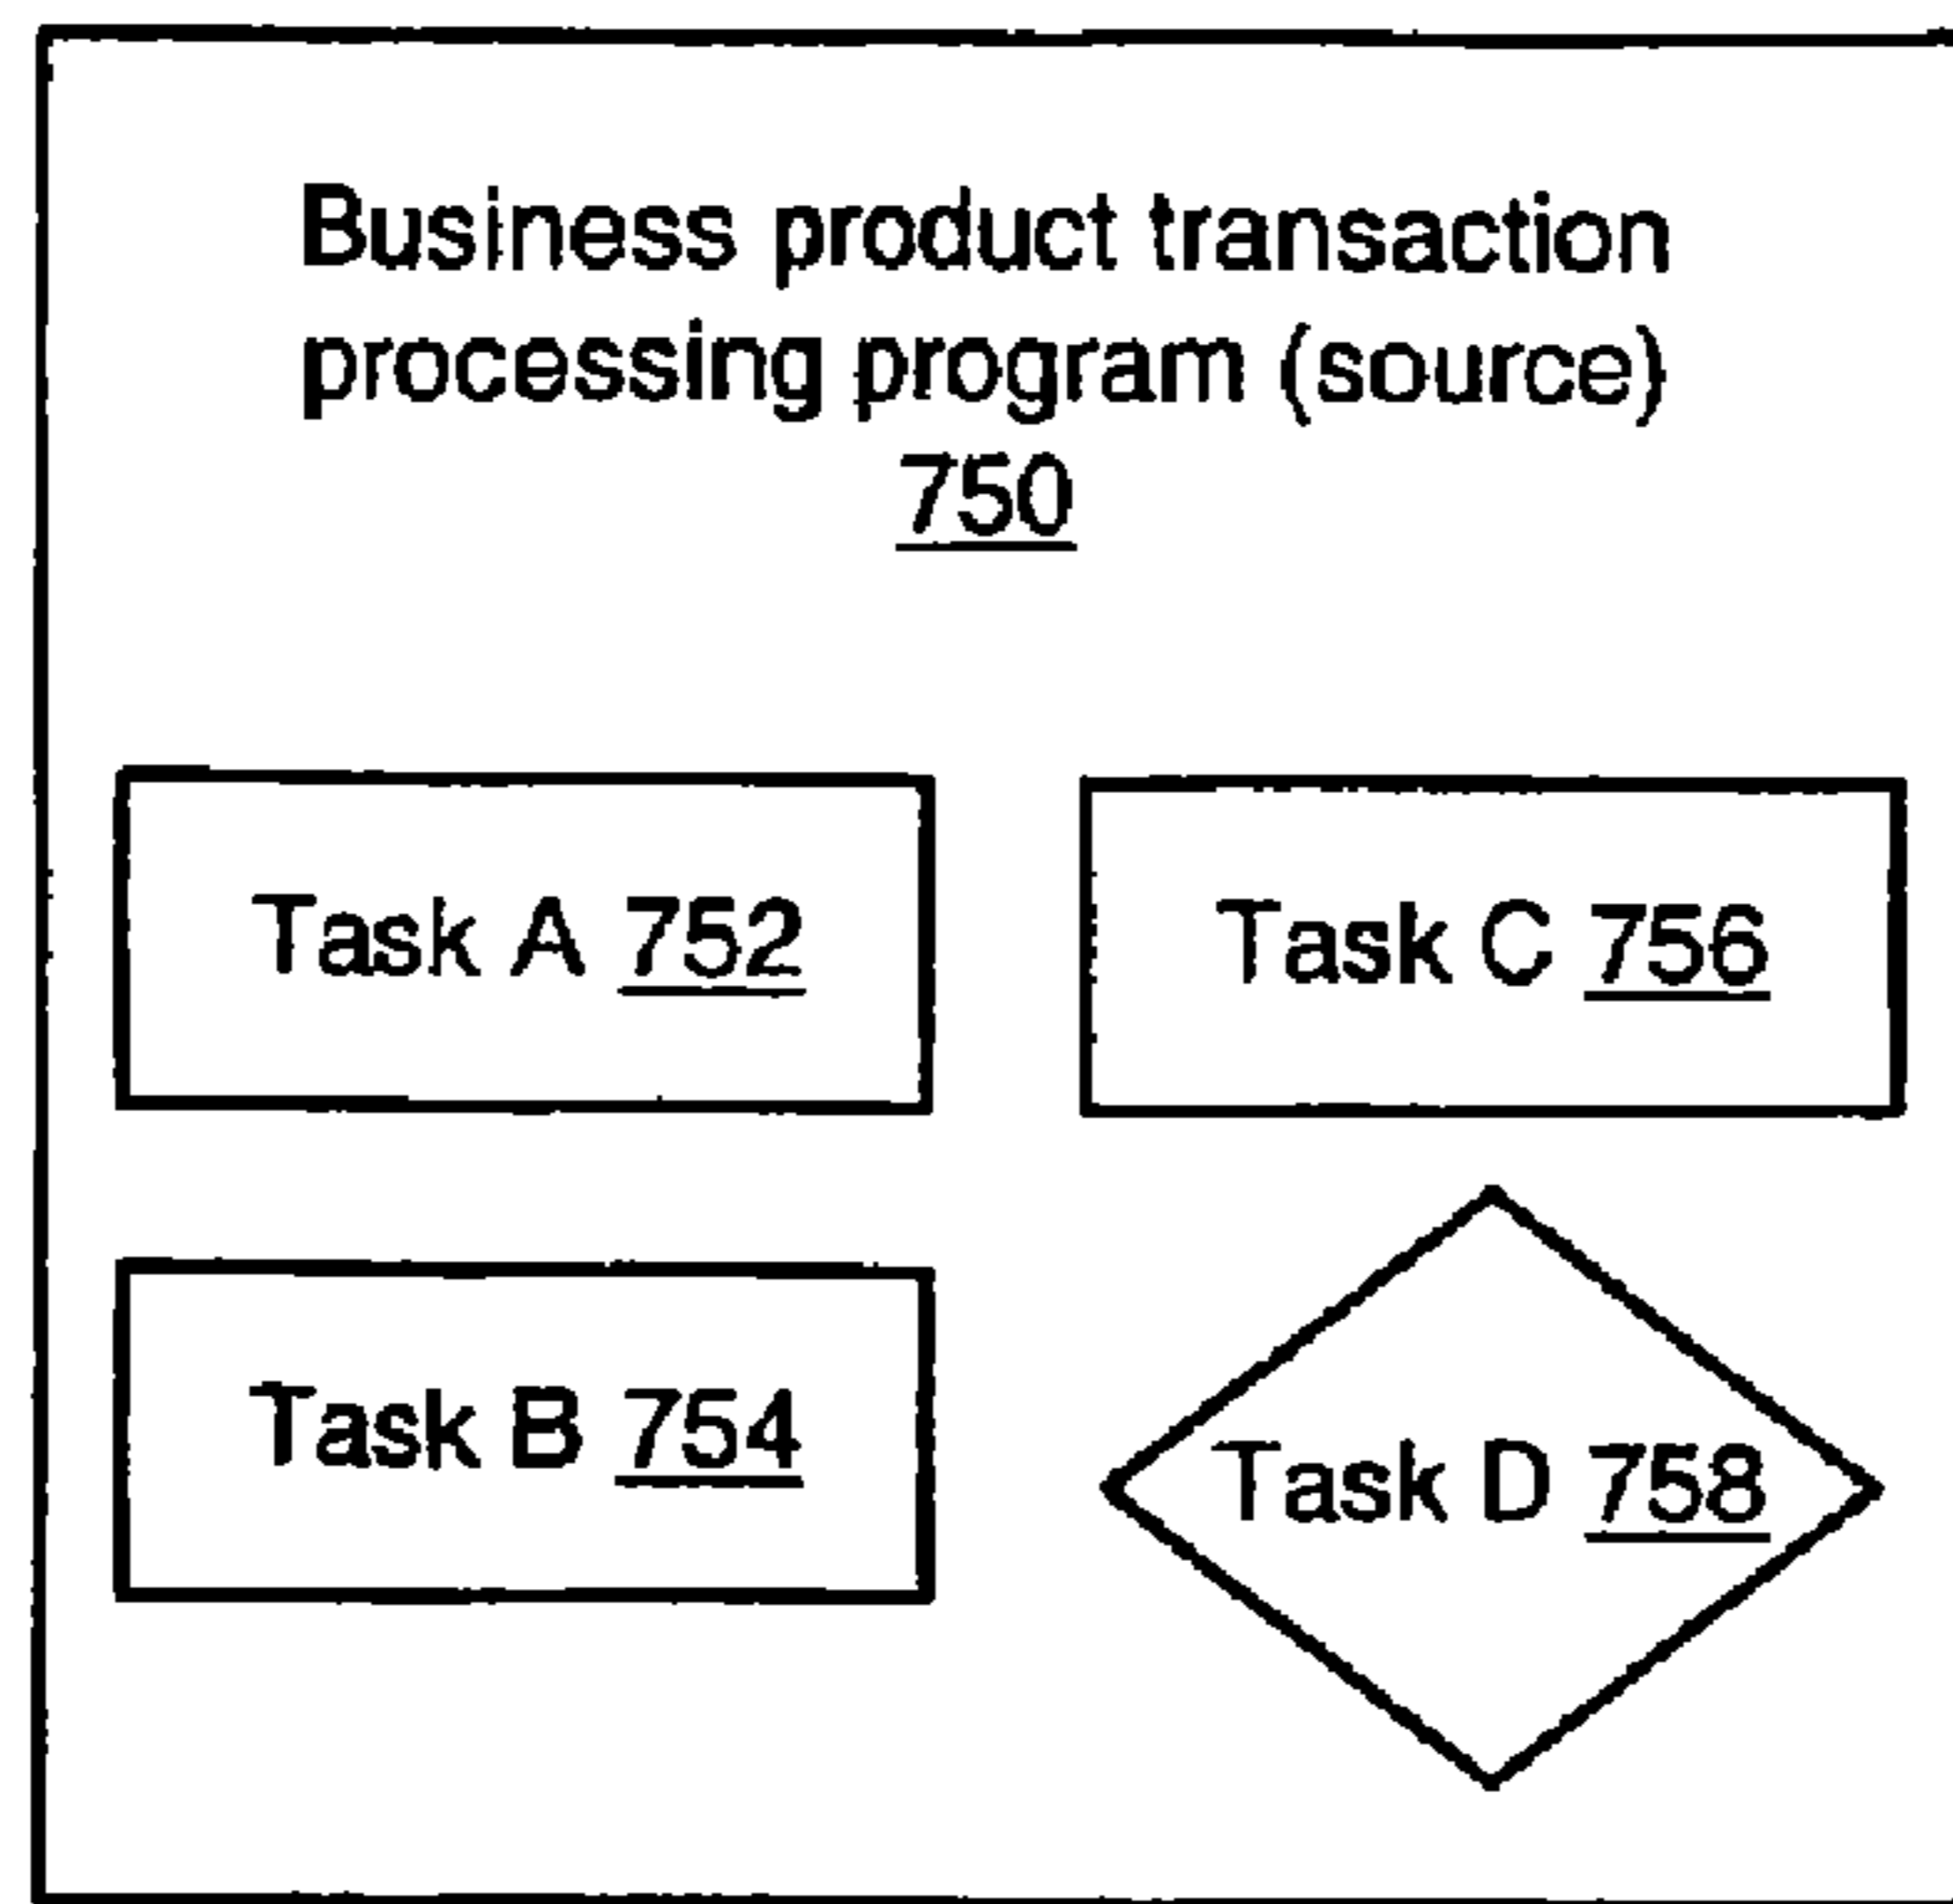 Business product transaction
processing program (source)
750
Task A 752
Task C 756
Task B 754
Task D 758